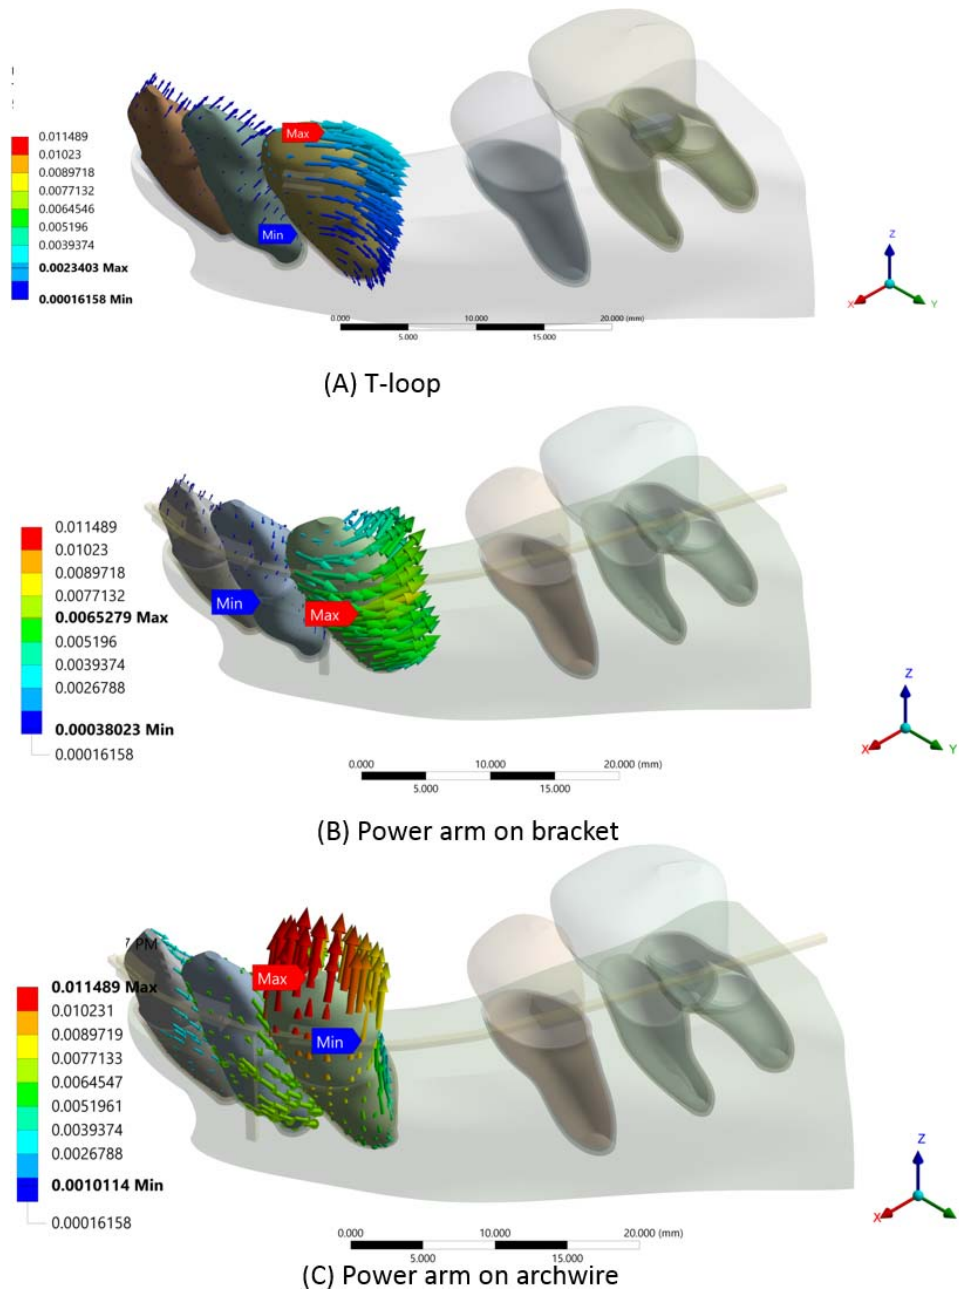 Max
0.011489
0.01023
0.0089718
0.0077132
0.0064546
0.005196
0.0039374
0.0023403 Max
0.00016158 Min
Min
Z
X
Y
0.000 10.000 20.000 (mm)
5.000 15.000
(A) T-loop
0.011489
0.01023
0.0089718
0.0077132
0.0065279 Max
0.005196
0.0039374
0.0026788
0.00038023 Min
0.00016158
Min
Max
Z
X
Y
0.000 10.000 20.000 (mm)
5.000 15.000
(B) Power arm on bracket
PM
0.011489 Max
0.010231
0.0089719
0.0077133
0.0064547
0.0051961
0.0039374
0.0026788
0.0010114 Min
0.00016158
Max
Min
Z
X
0.000 10.000 20.000 (mm)
5.000 15.000
(C) Power arm on archwire